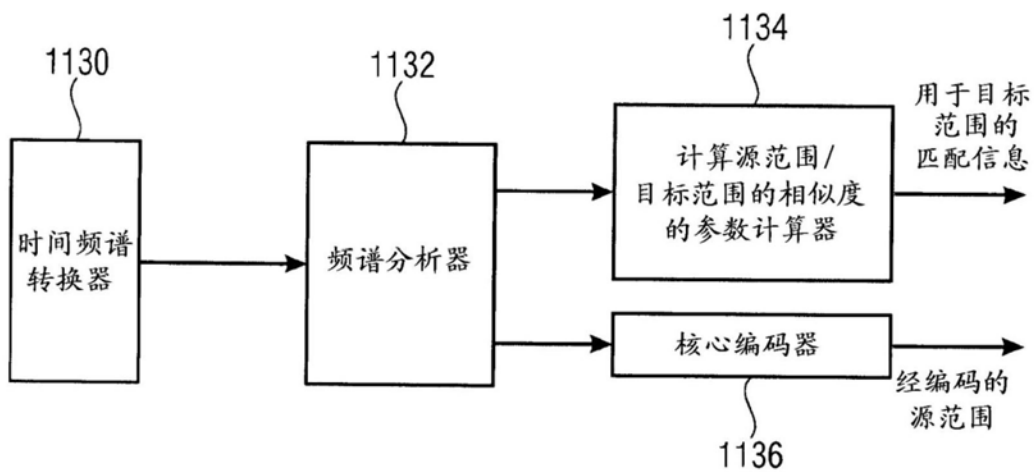 1130
1132
1134
时间频谱
转换器
频谱分析器
计算源范围/
目标范围的相似度
的参数计算器
用于目标
范围的
匹配信息
核心编码器
经编码的
源范围
1136